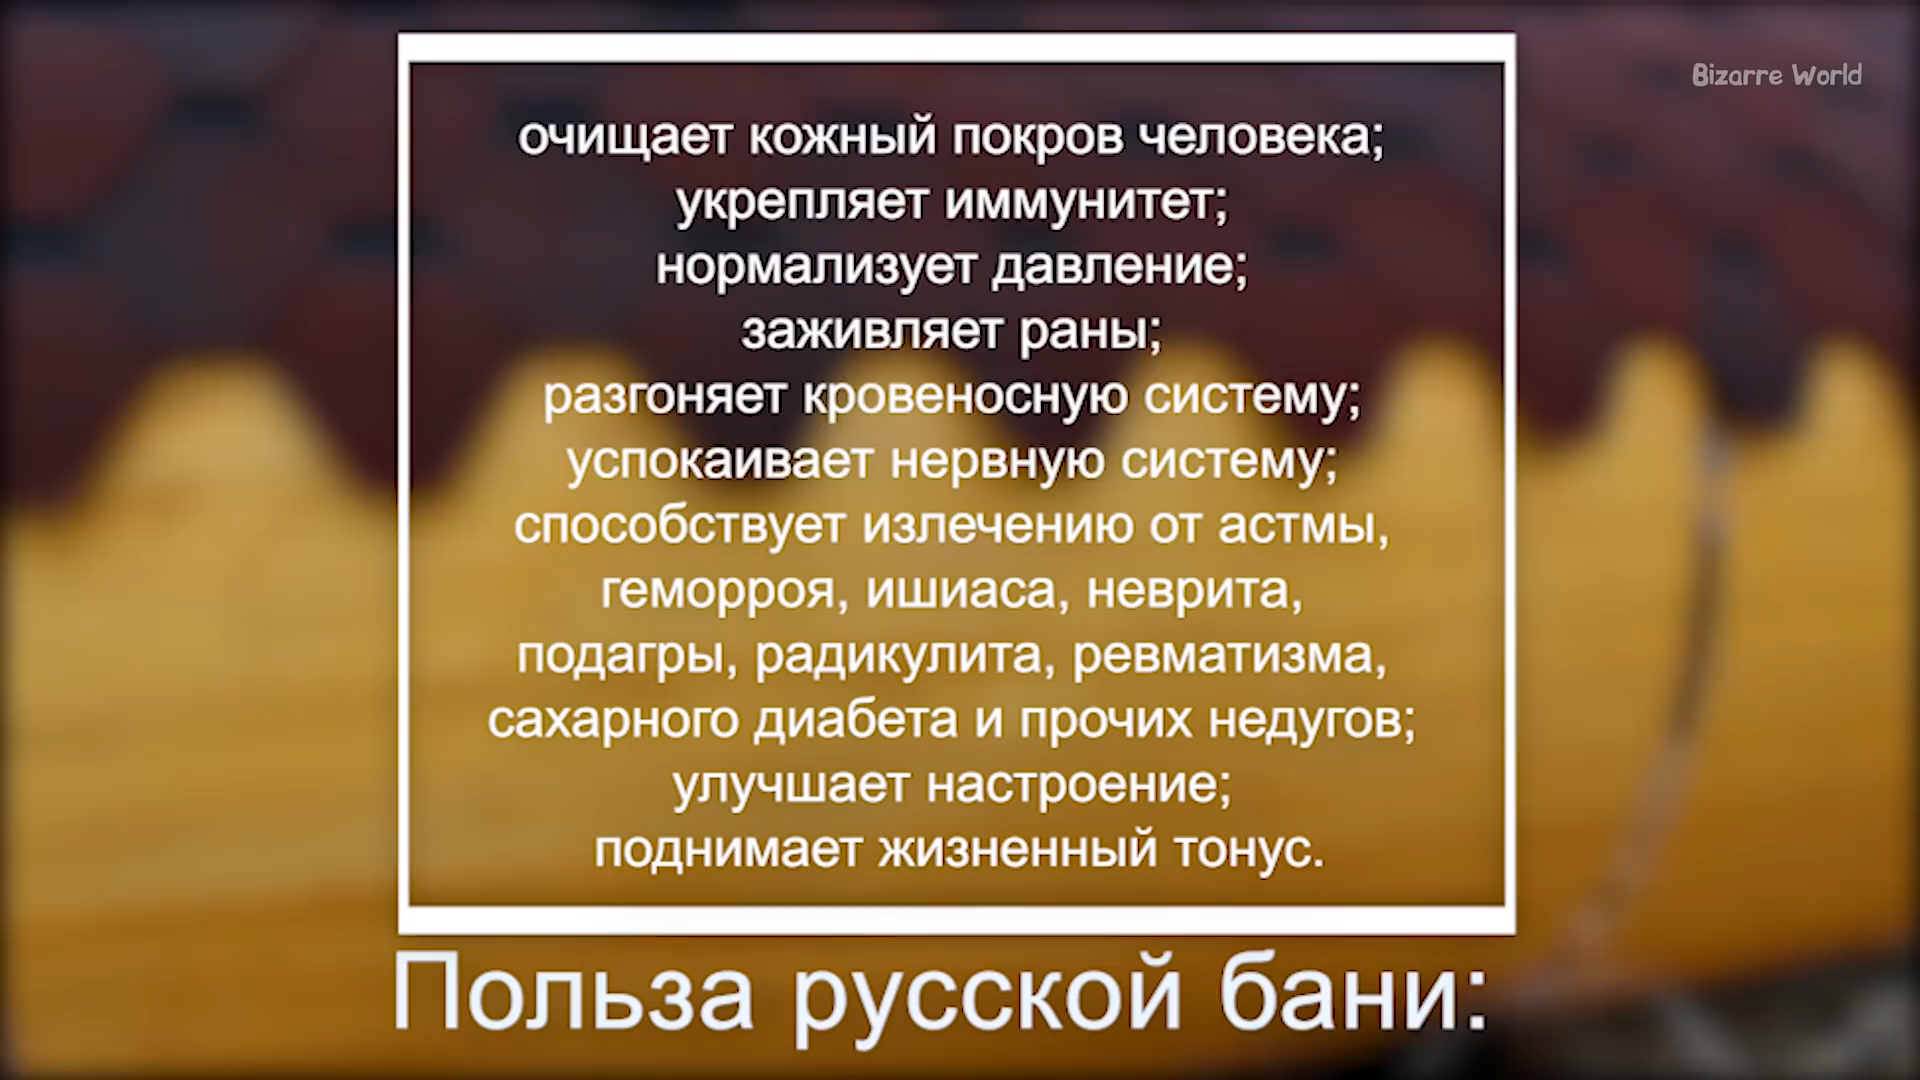 Bizarre World
очищает кожный покров человека;
укрепляет иммунитет;
нормализует давление;
заживляет раны;
разгоняет кровеносную систему;
успокаивает нервную систему;
способствует излечению от астмы,
геморроя, ишиаса, неврита,
подагры, радикулита, ревматизма,
сахарного диабета и прочих недугов;
улучшает настроение;
поднимает жизненный тонус.
Польза русской бани: